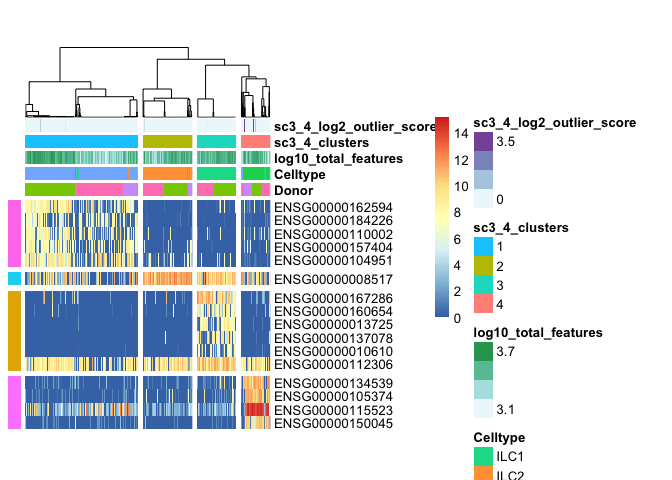 sc3_4_log2_outlier_score
sc3_4_clusters
log10_total_features
Celltype
Donor
ENSG00000162594
ENSG00000184226
ENSG00000110002
ENSG00000157404
ENSG00000104951
ENSG00000008517
ENSG00000167286
ENSG00000160654
ENSG00000013725
ENSG00000137078
ENSG00000010610
ENSG00000112306
ENSG00000134539
ENSG00000105374
ENSG00000115523
ENSG00000150045
14
12
10
8
6
4
2
0
sc3_4_log2_outlier_score
3.5
0
sc3_4_clusters
1
2
3
4
log10_total_features
3.7
3.1
Celltype
ILC1
ILC2